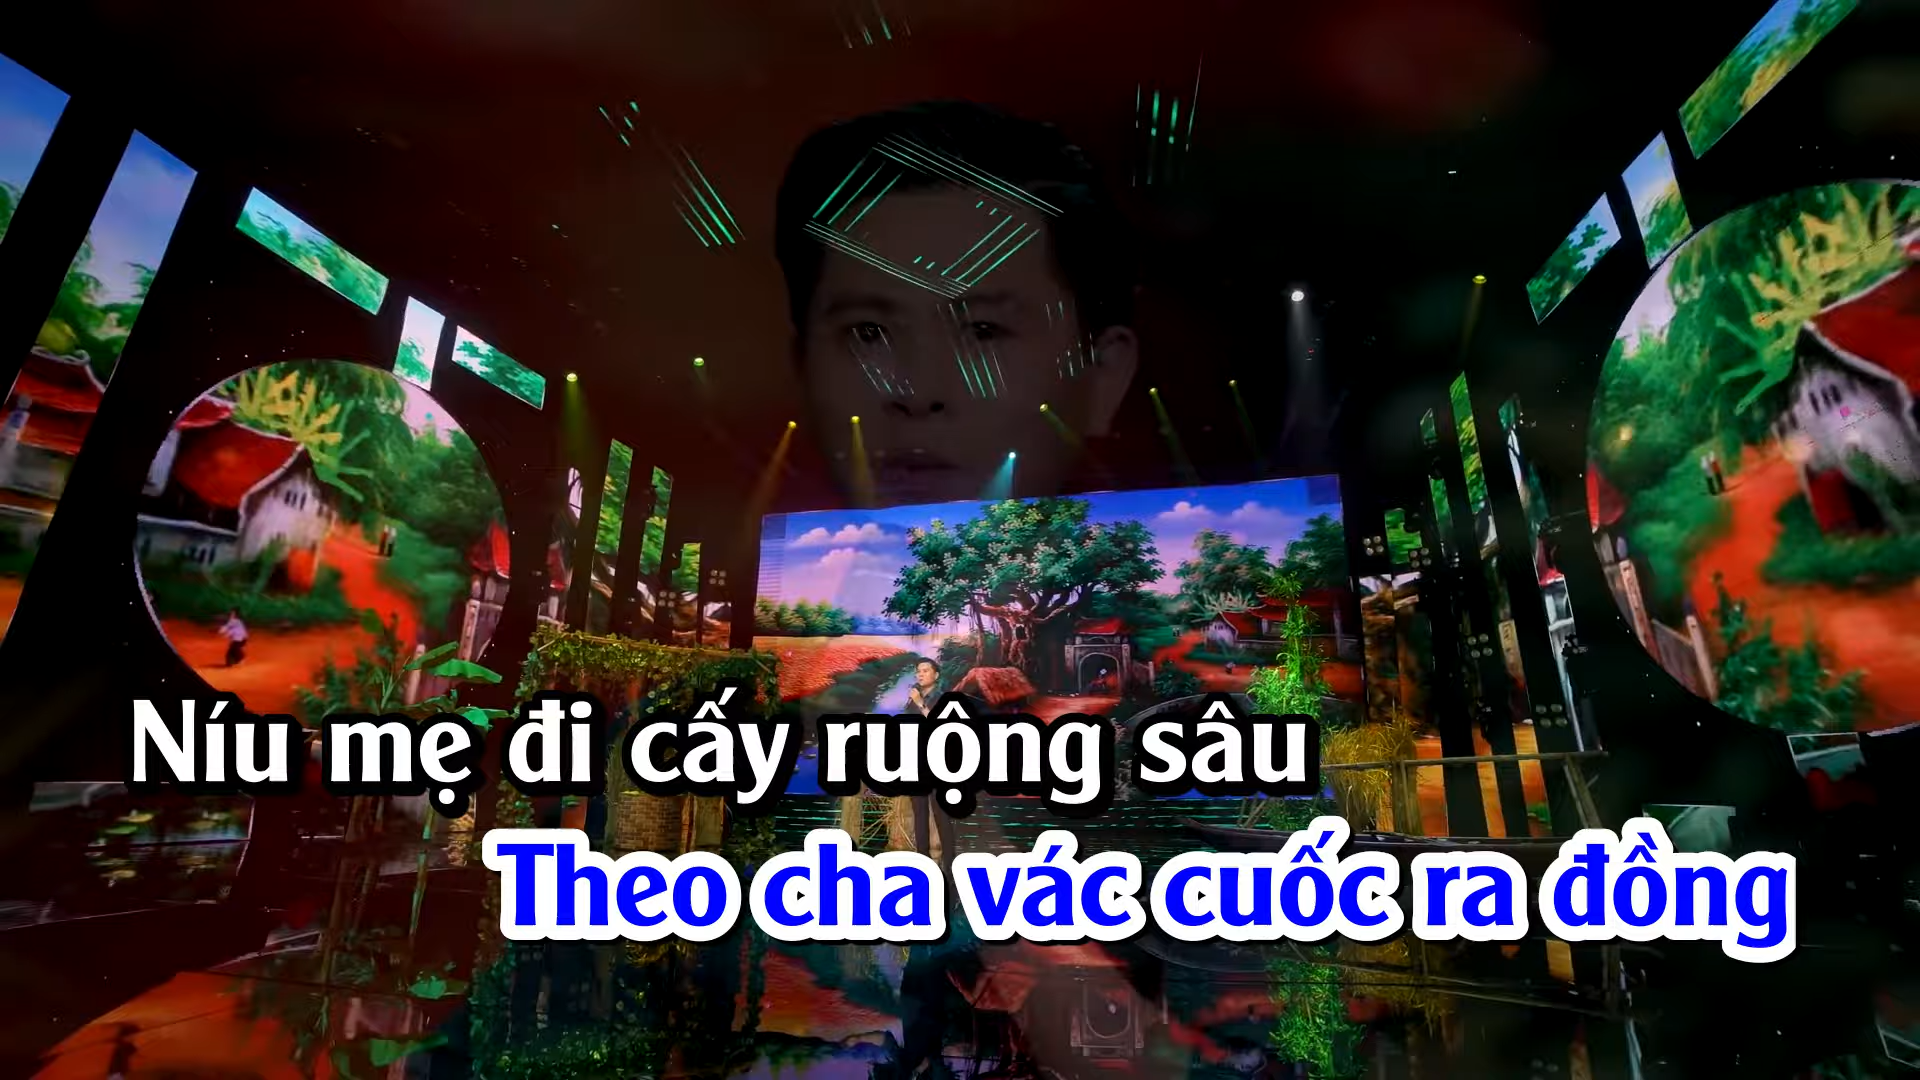 Níu mẹ đi cấy ruộng sâu
Theo cha vác cuốc ra đồng